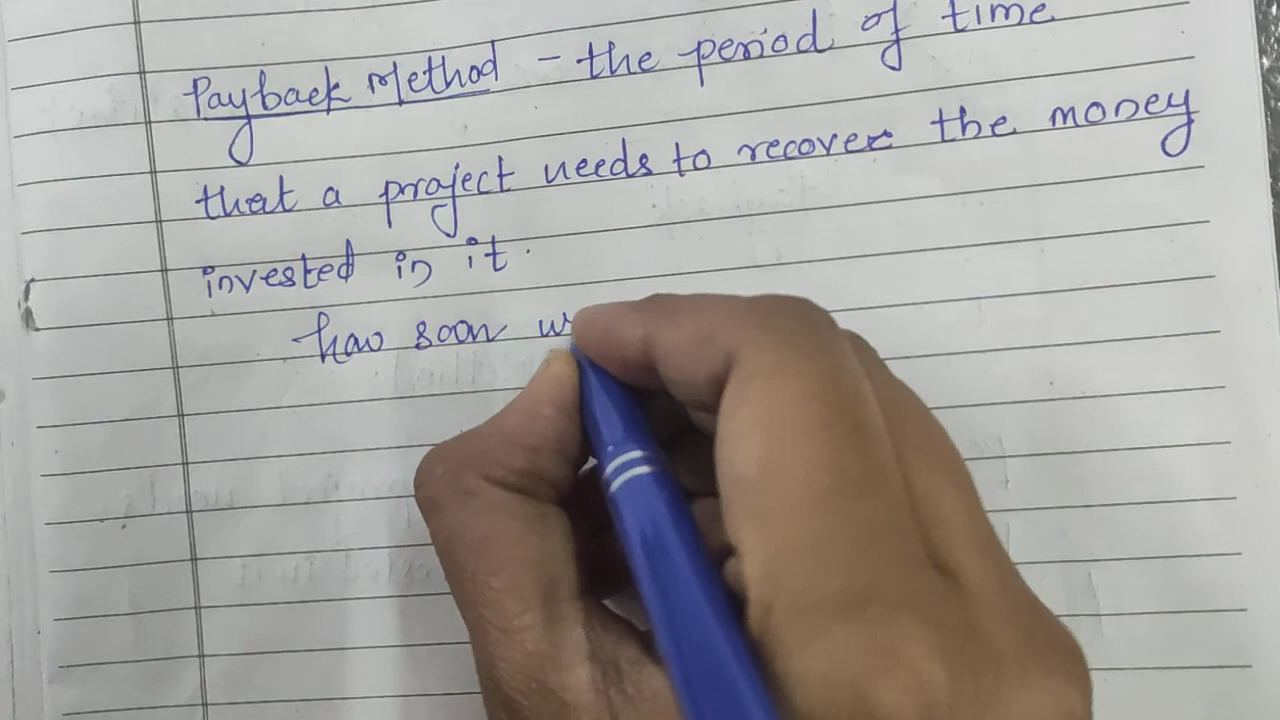 Payback Method - the period of time
that a project needs to recover the money
invested in it.
how soon w